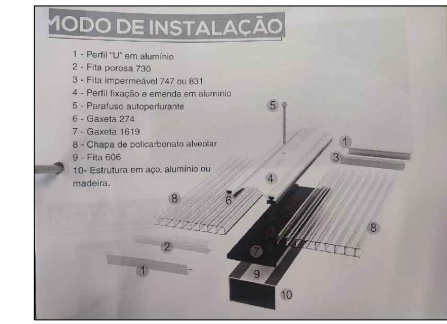 MODO DE INSTALAÇÃO
1 - Perfil "U" em alumínio
2 - Fita porosa 730
3 - Fita impermeável 747 ou 831
4 - Perfil fixação e emenda em alumínio
5 - Parafuso autoperfurante
6 - Gaxeta 274
7 - Gaxeta 1619
8 - Chapa de policarbonato alveolar
9 - Fita 606
10- Estrutura em aço, alumínio ou
madeira.
5
1
3
4
8
6
8
2
7
1
9
10